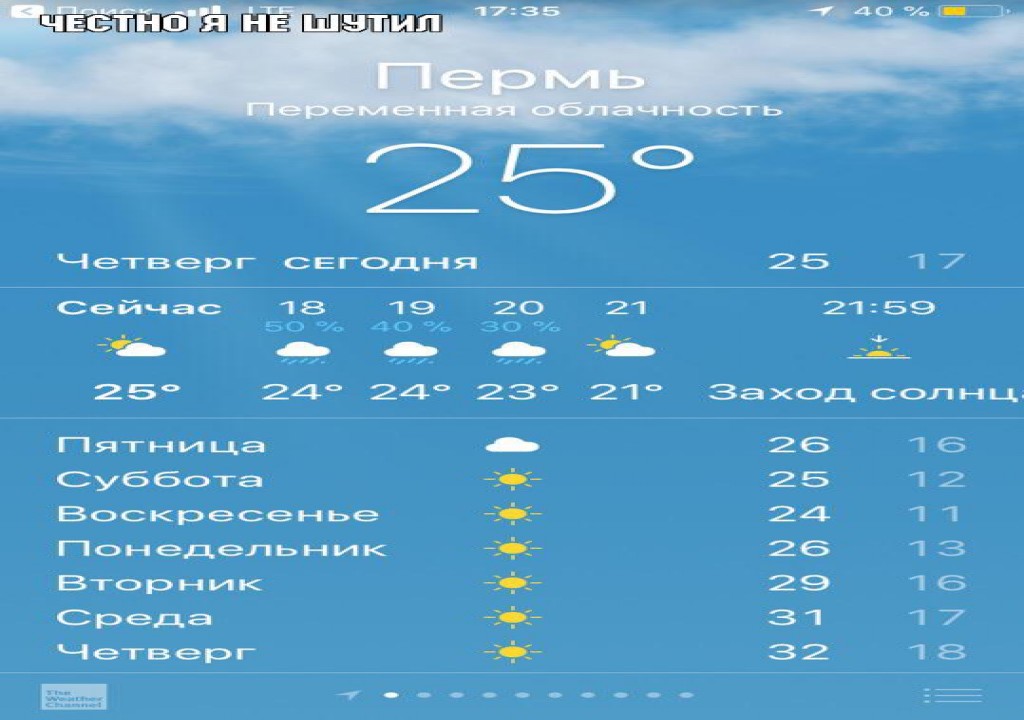 Поиск LTE 17:35 40 %
ЧЕСТНО Я НЕ ШУТИЛ
Пермь
Переменная облачность
25°
Четверг СЕГОДНЯ 25 17
Сейчас 18 19 20 21 21:59
50 % 40 % 30 %
25° 24° 24° 23° 21° Заход солнца
Пятница 26 16
Суббота 25 12
Воскресенье 24 11
Понедельник 26 13
Вторник 29 16
Среда 31 17
Четверг 32 18
The
Weather
Channel